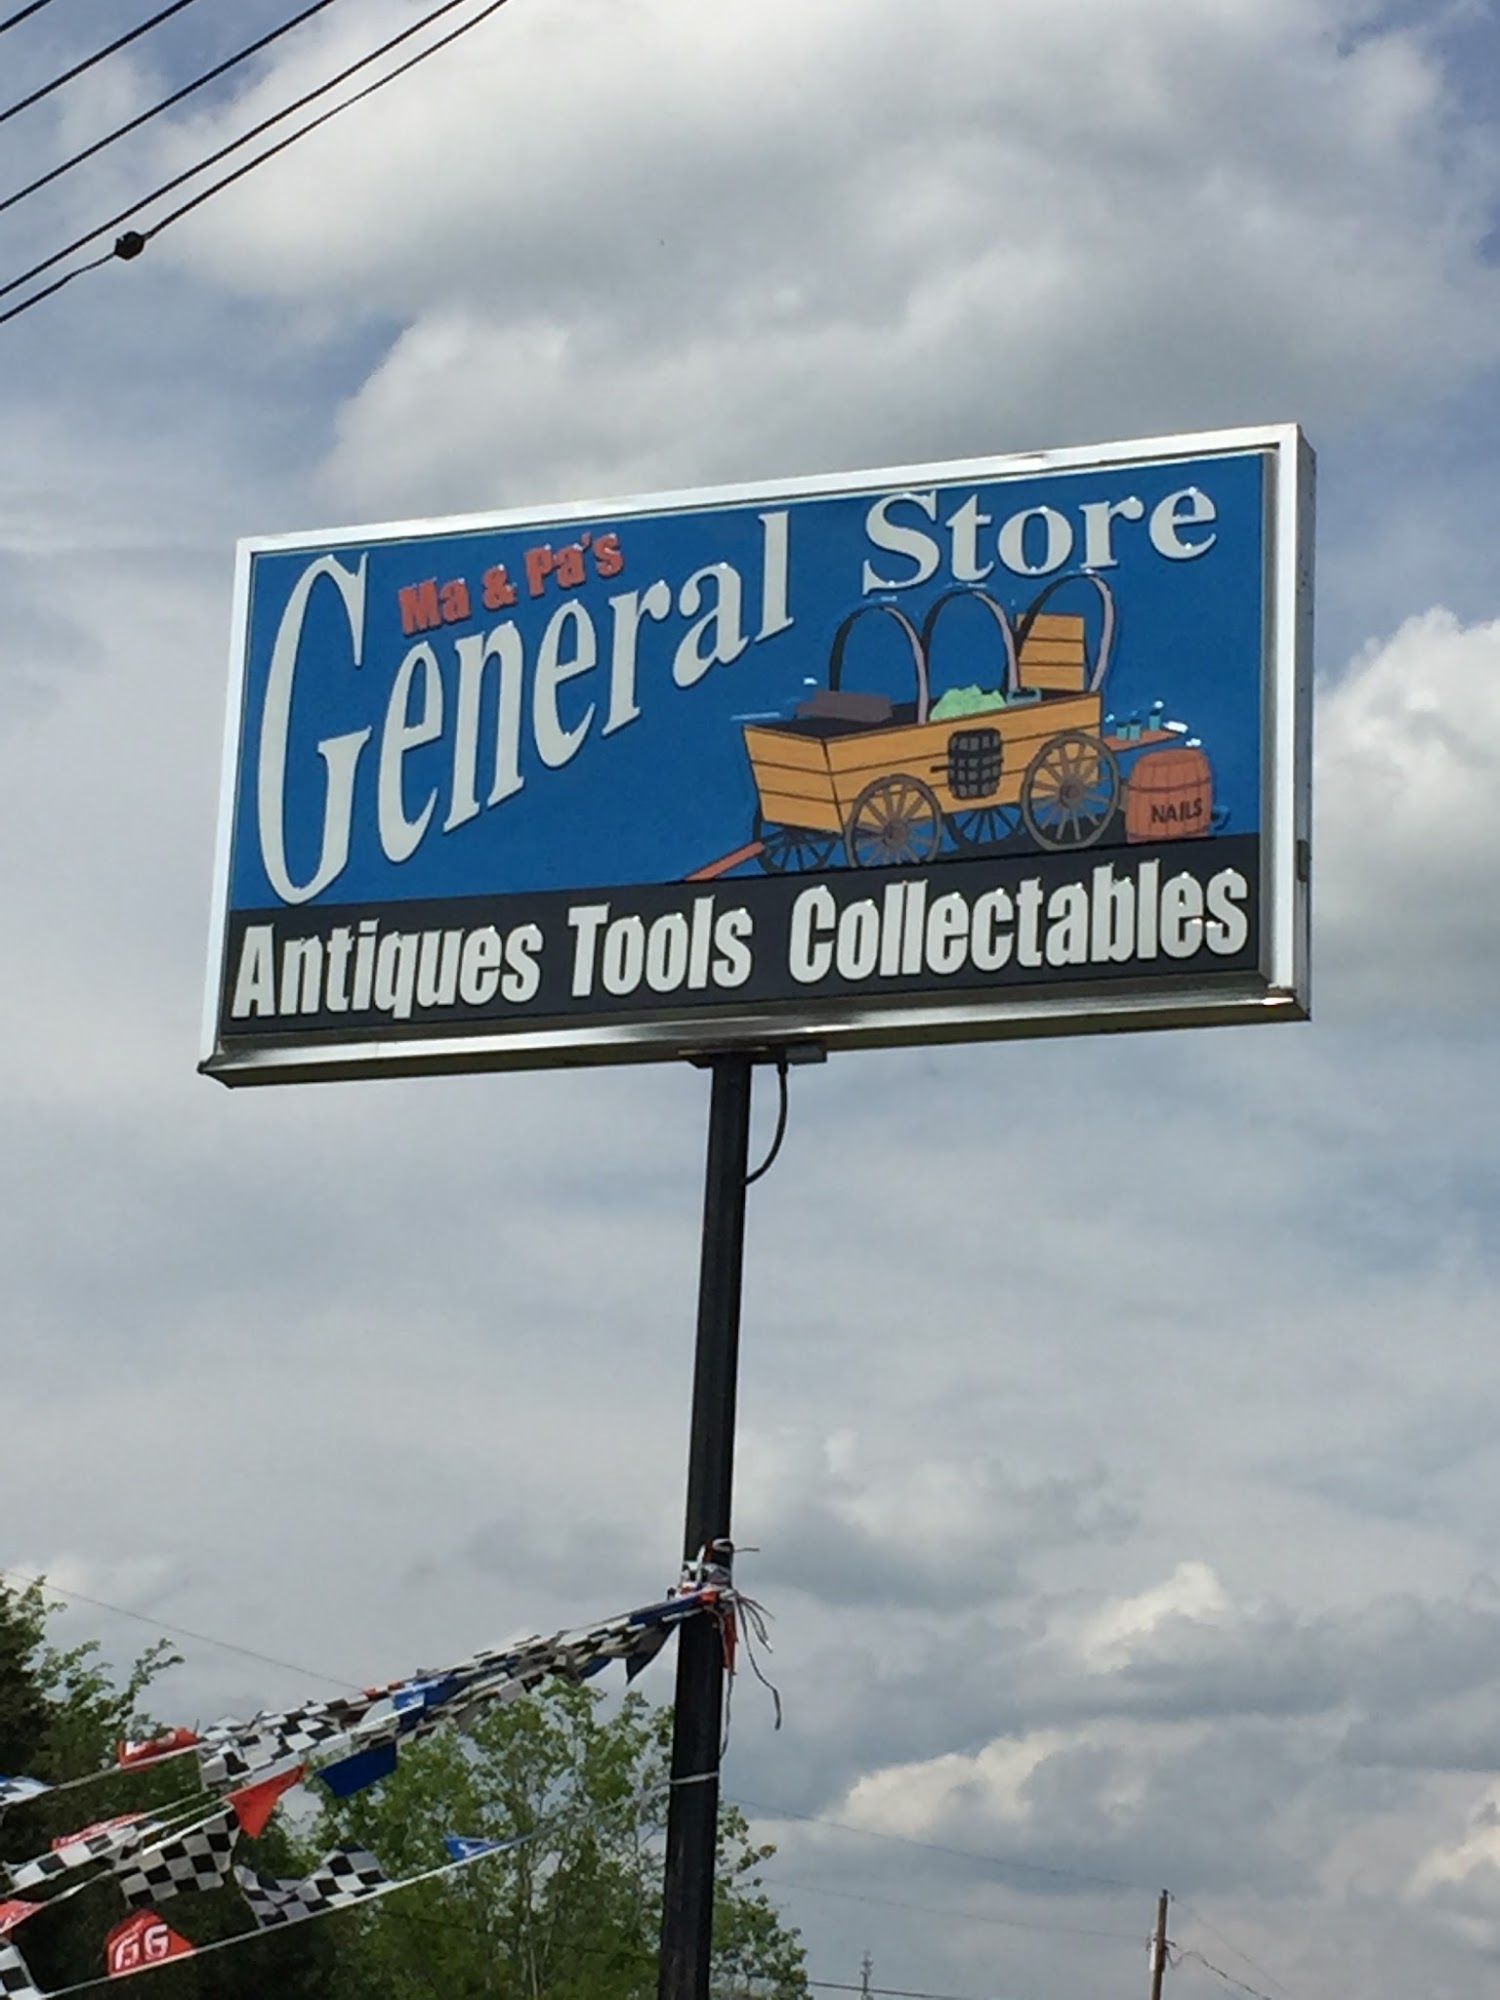 Ma & Pa's
General Store
NAILS
Antiques Tools Collectables